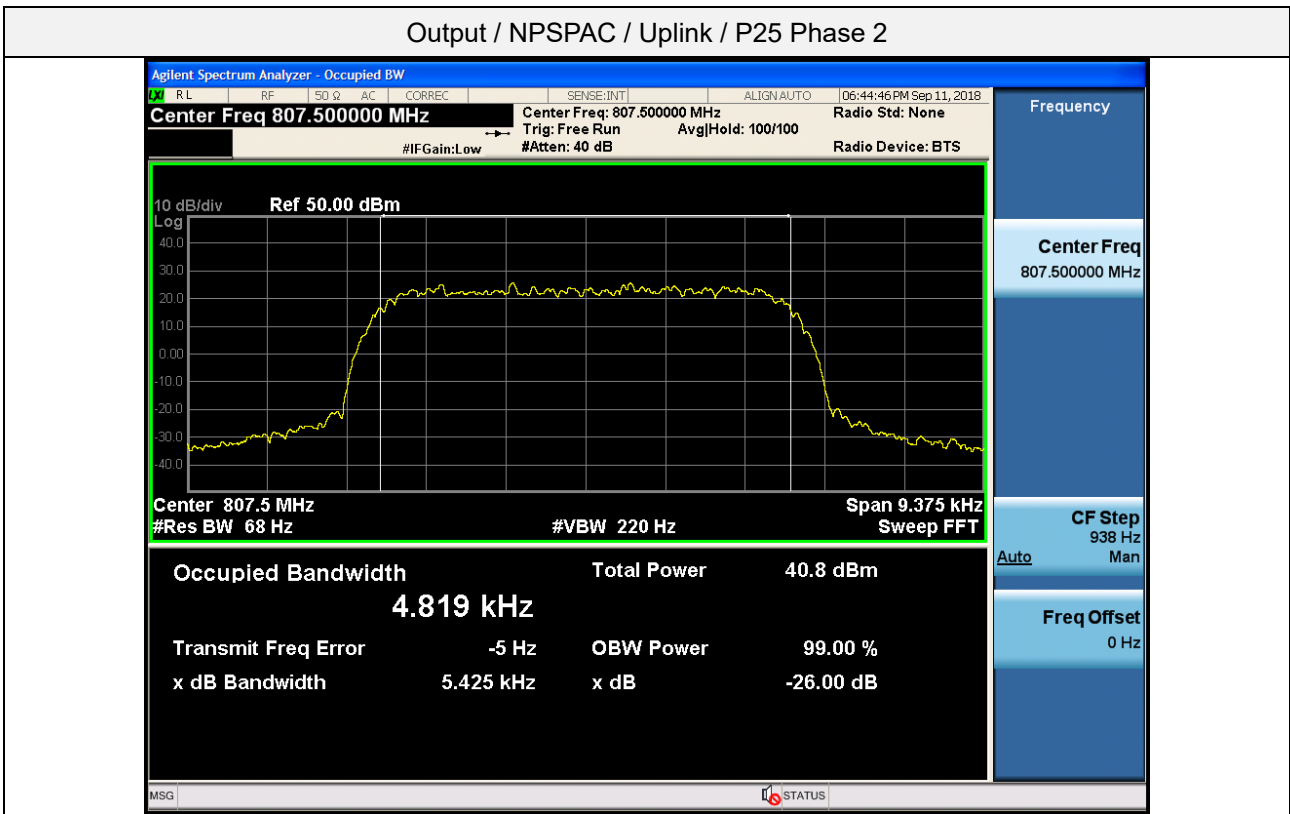 Output / NPSPAC / Uplink / P25 Phase 2
Agilent Spectrum Analyzer - Occupied BW
LXI RL RF 50 Ω AC CORREC SENSE:INT ALIGN AUTO 06:44:46 PM Sep 11, 2018
Center Freq 807.500000 MHz
Center Freq: 807.500000 MHz Radio Std: None
Trig: Free Run Avg|Hold: 100/100
#IFGain:Low #Atten: 40 dB Radio Device: BTS
Frequency
10 dB/div Ref 50.00 dBm
Log
40.0
30.0
20.0
10.0
0.00
-10.0
-20.0
-30.0
-40.0
Center 807.5 MHz Span 9.375 kHz
#Res BW 68 Hz #VBW 220 Hz Sweep FFT
Center Freq
807.500000 MHz
CF Step
938 Hz
Auto Man
Freq Offset
0 Hz
Occupied Bandwidth Total Power 40.8 dBm
4.819 kHz
Transmit Freq Error -5 Hz OBW Power 99.00 %
x dB Bandwidth 5.425 kHz x dB -26.00 dB
MSG STATUS